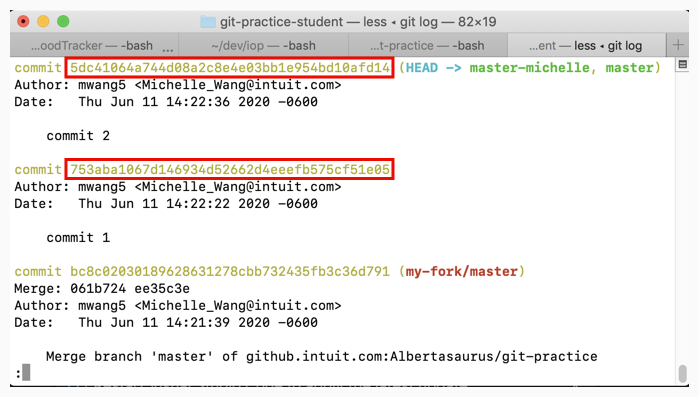 git-practice-student — less ◂ git log — 82×19
...oodTracker — -bash ...
~/dev/iop — -bash
...t-practice — -bash
...ent — less ◂ git log
commit 5dc41064a744d08a2c8e4e03bb1e954bd10afd14 (HEAD -> master-michelle, master)
Author: mwang5 <Michelle_Wang@intuit.com>
Date:   Thu Jun 11 14:22:36 2020 -0600
commit 2
commit 753aba1067d146934d52662d4eeefb575cf51e05
Author: mwang5 <Michelle_Wang@intuit.com>
Date:   Thu Jun 11 14:22:22 2020 -0600
commit 1
commit bc8c02030189628631278cbb732435fb3c36d791 (my-fork/master)
Merge: 061b724 ee35c3e
Author: mwang5 <Michelle_Wang@intuit.com>
Date:   Thu Jun 11 14:21:39 2020 -0600
Merge branch 'master' of github.intuit.com:Albertasaurus/git-practice
: